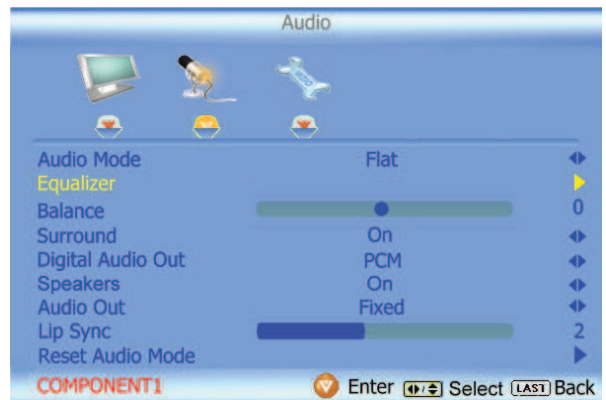 Audio
Audio Mode Flat
Equalizer
Balance 0
Surround On
Digital Audio Out PCM
Speakers On
Audio Out Fixed
Lip Sync 2
Reset Audio Mode
COMPONENT1 Enter Select LAST Back